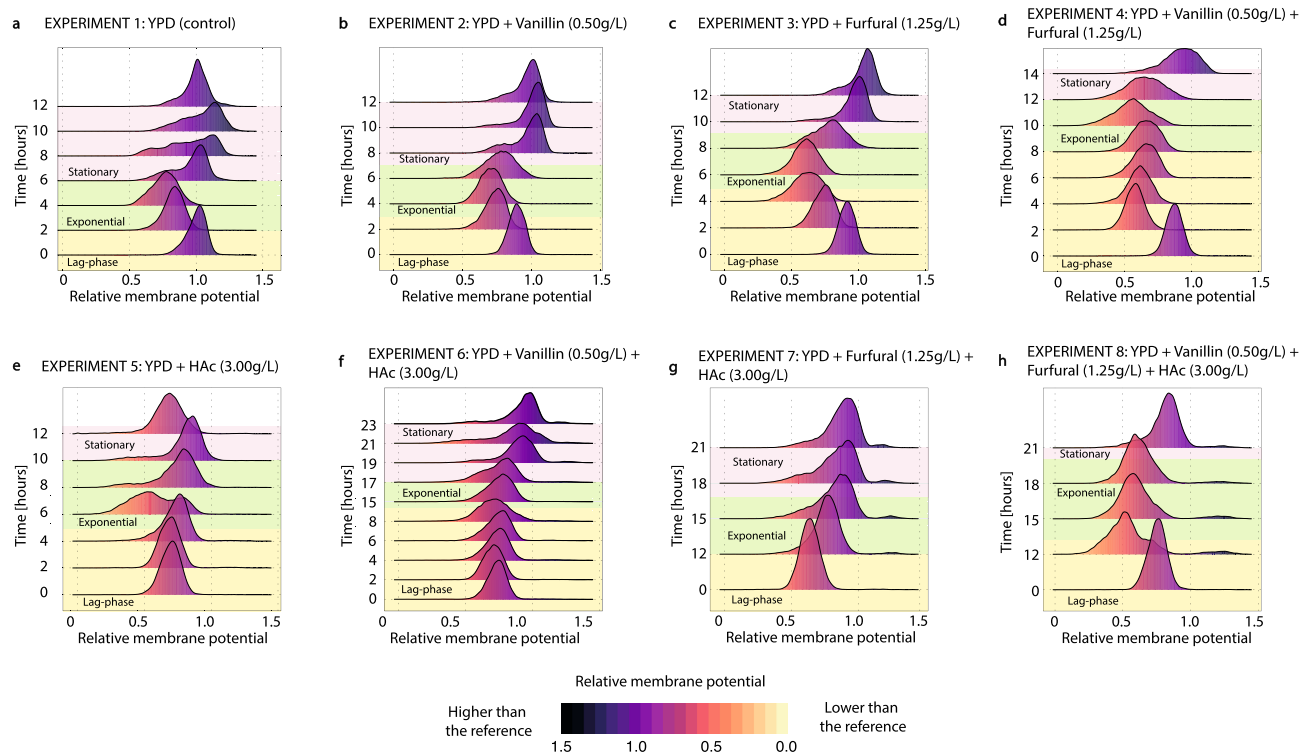 a EXPERIMENT 1: YPD (control)
Time [hours]
12
10
8
6
4
2
0
Stationary
Exponential
Lag-phase
0 0.5 1.0 1.5
Relative membrane potential
b EXPERIMENT 2: YPD + Vanillin (0.50g/L)
Time [hours]
12
10
8
6
4
2
0
Stationary
Exponential
Lag-phase
0 0.5 1.0 1.5
Relative membrane potential
c EXPERIMENT 3: YPD + Furfural (1.25g/L)
Time [hours]
12
10
8
6
4
2
0
Stationary
Exponential
Lag-phase
0 0.5 1.0 1.5
Relative membrane potential
d EXPERIMENT 4: YPD + Vanillin (0.50g/L) +
Furfural (1.25g/L)
Time [hours]
14
12
10
8
6
4
2
0
Stationary
Exponential
Lag-phase
0 0.5 1.0 1.5
Relative membrane potential
e EXPERIMENT 5: YPD + HAc (3.00g/L)
Time [hours]
12
10
8
6
4
2
0
Stationary
Exponential
Lag-phase
0 0.5 1.0 1.5
Relative membrane potential
f EXPERIMENT 6: YPD + Vanillin (0.50g/L) +
HAc (3.00g/L)
Time [hours]
23
21
19
17
15
8
6
4
2
0
Stationary
Exponential
Lag-phase
0 0.5 1.0 1.5
Relative membrane potential
g EXPERIMENT 7: YPD + Furfural (1.25g/L) +
HAc (3.00g/L)
Time [hours]
21
18
15
12
0
Stationary
Exponential
Lag-phase
0 0.5 1.0 1.5
Relative membrane potential
h EXPERIMENT 8: YPD + Vanillin (0.50g/L) +
Furfural (1.25g/L) + HAc (3.00g/L)
Time [hours]
21
18
15
12
0
Stationary
Exponential
Lag-phase
0 0.5 1.0 1.5
Relative membrane potential
Relative membrane potential
Higher than
the reference
Lower than
the reference
1.5 1.0 0.5 0.0